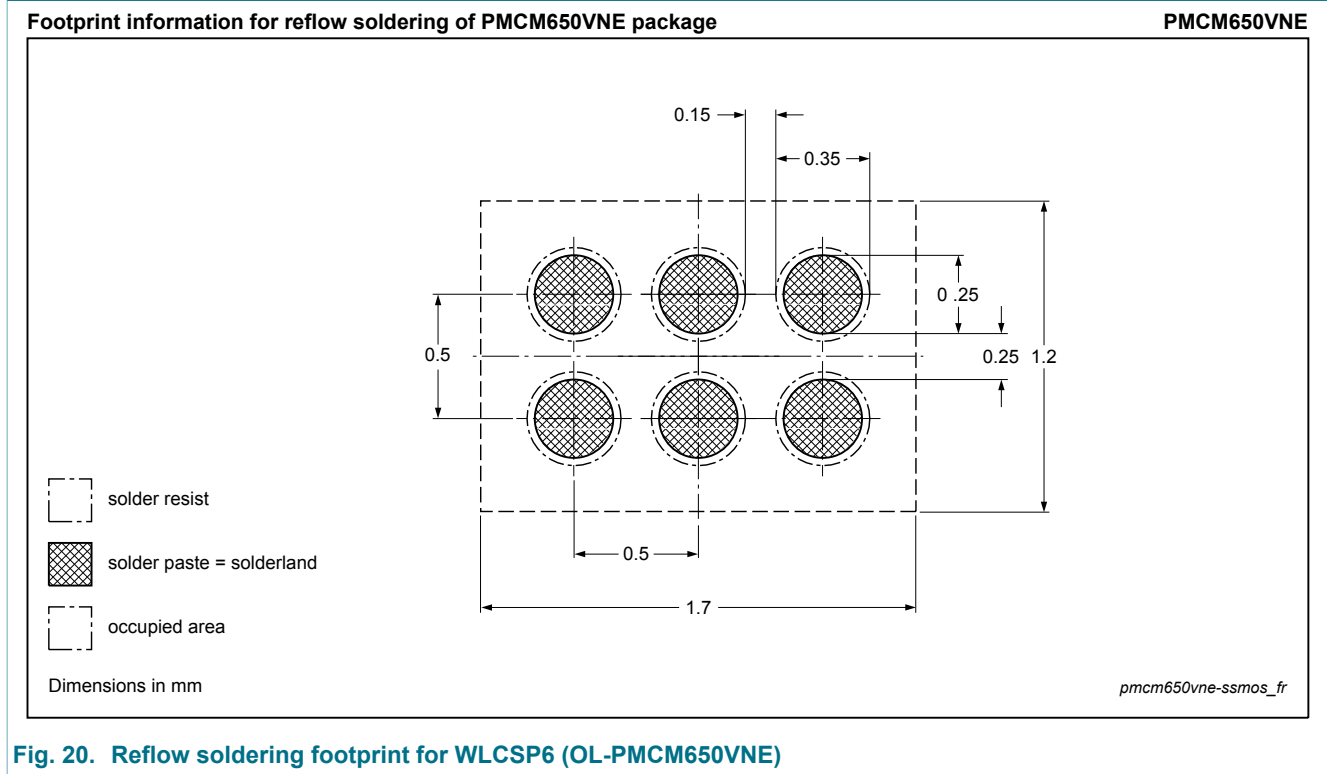 Footprint information for reflow soldering of PMCM650VNE package PMCM650VNE
0.15
0.35
0 .25
0.5
0.25 1.2
solder resist
0.5
solder paste = solderland
1.7
occupied area
Dimensions in mm pmcm650vne-ssmos_fr
Fig. 20. Reflow soldering footprint for WLCSP6 (OL-PMCM650VNE)